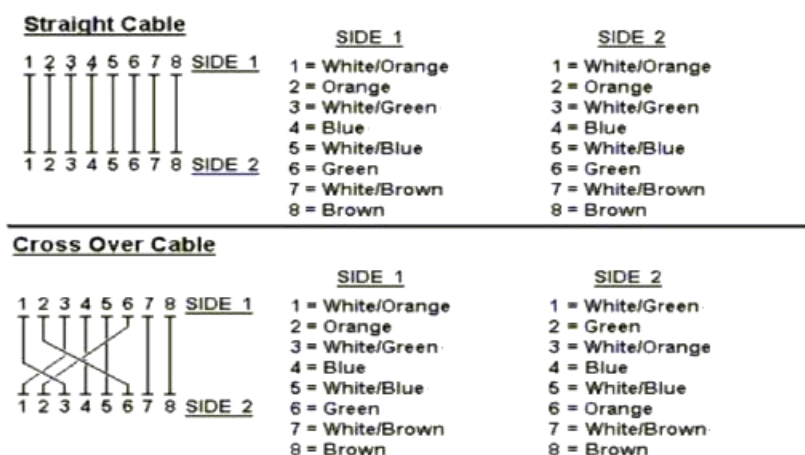 Straight Cable
1 2 3 4 5 6 7 8 SIDE 1
1 2 3 4 5 6 7 8 SIDE 2
SIDE 1
1 = White/Orange
2 = Orange
3 = White/Green
4 = Blue
5 = White/Blue
6 = Green
7 = White/Brown
8 = Brown
SIDE 2
1 = White/Orange
2 = Orange
3 = White/Green
4 = Blue
5 = White/Blue
6 = Green
7 = White/Brown
8 = Brown
Cross Over Cable
1 2 3 4 5 6 7 8 SIDE 1
1 2 3 4 5 6 7 8 SIDE 2
SIDE 1
1 = White/Orange
2 = Orange
3 = White/Green
4 = Blue
5 = White/Blue
6 = Green
7 = White/Brown
8 = Brown
SIDE 2
1 = White/Green
2 = Green
3 = White/Orange
4 = Blue
5 = White/Blue
6 = Orange
7 = White/Brown
8 = Brown